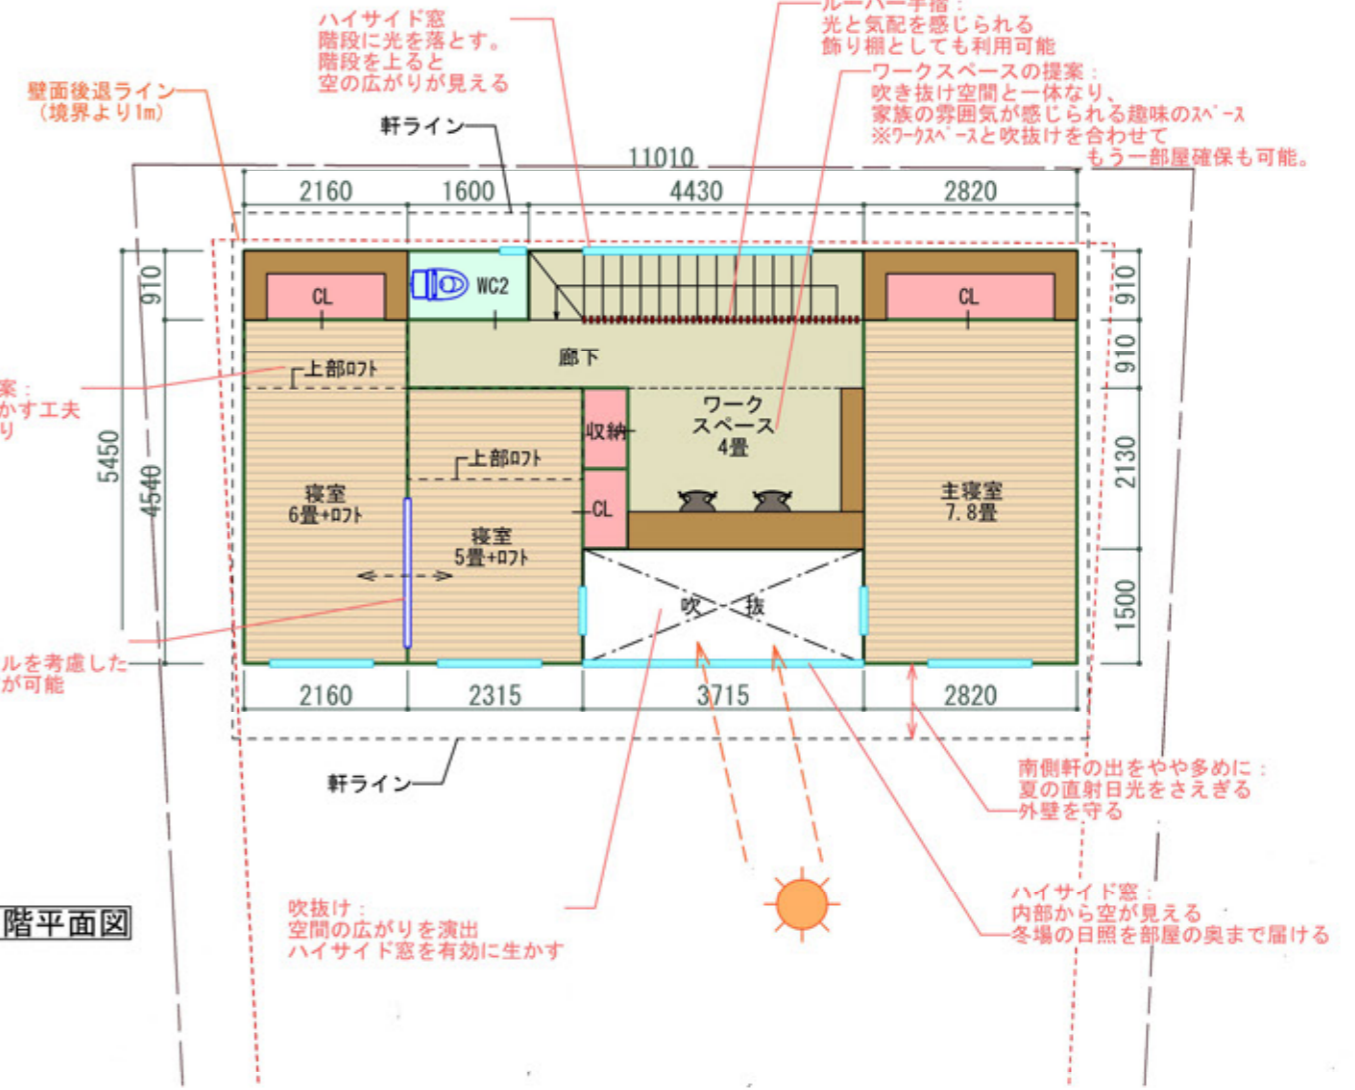 ハイサイド窓
階段に光を落とす。
階段を上ると
空の広がりが見える
ルーバー手摺:
光と気配を感じられる
飾り棚としても利用可能
ワークスペースの提案:
吹き抜け空間と一体なり、
家族の雰囲気が感じられる趣味のスペース
※ワークスペースと吹抜けを合わせて
もう一部屋確保も可能。
壁面後退ライン
(境界より1m)
軒ライン
11010
2160
1600
4430
2820
910
4540
5450
910
910
2130
1500
CL
WC2
CL
廊下
上部ロフト
ワーク
スペース
4畳
収納
上部ロフト
CL
寝室
6畳+ロフト
寝室
5畳+ロフト
主寝室
7.8畳
吹 抜
案:
かす工夫
り
ルを考慮した
が可能
2160
2315
3715
2820
軒ライン
南側軒の出をやや多めに:
夏の直射日光をさえぎる
外壁を守る
吹抜け:
空間の広がりを演出
ハイサイド窓を有効に生かす
ハイサイド窓:
内部から空が見える
冬場の日照を部屋の奥まで届ける
階平面図